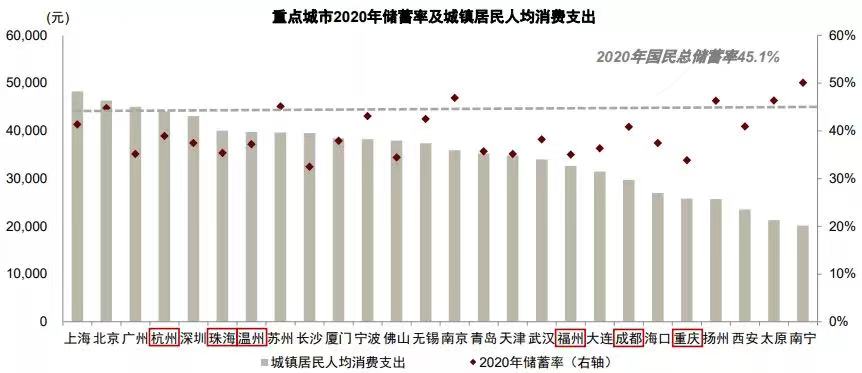 重点城市2020年储蓄率及城镇居民人均消费支出
(元)
2020年国民总储蓄率45.1%
60,000
50,000
40,000
30,000
20,000
10,000
0
60%
50%
40%
30%
20%
10%
0%
上海 北京 广州 杭州 深圳 珠海 温州 苏州 长沙 厦门 宁波 佛山 无锡 南京 青岛 天津 武汉 福州 大连 成都 海口 重庆 扬州 西安 太原 南宁
城镇居民人均消费支出 2020年储蓄率（右轴）